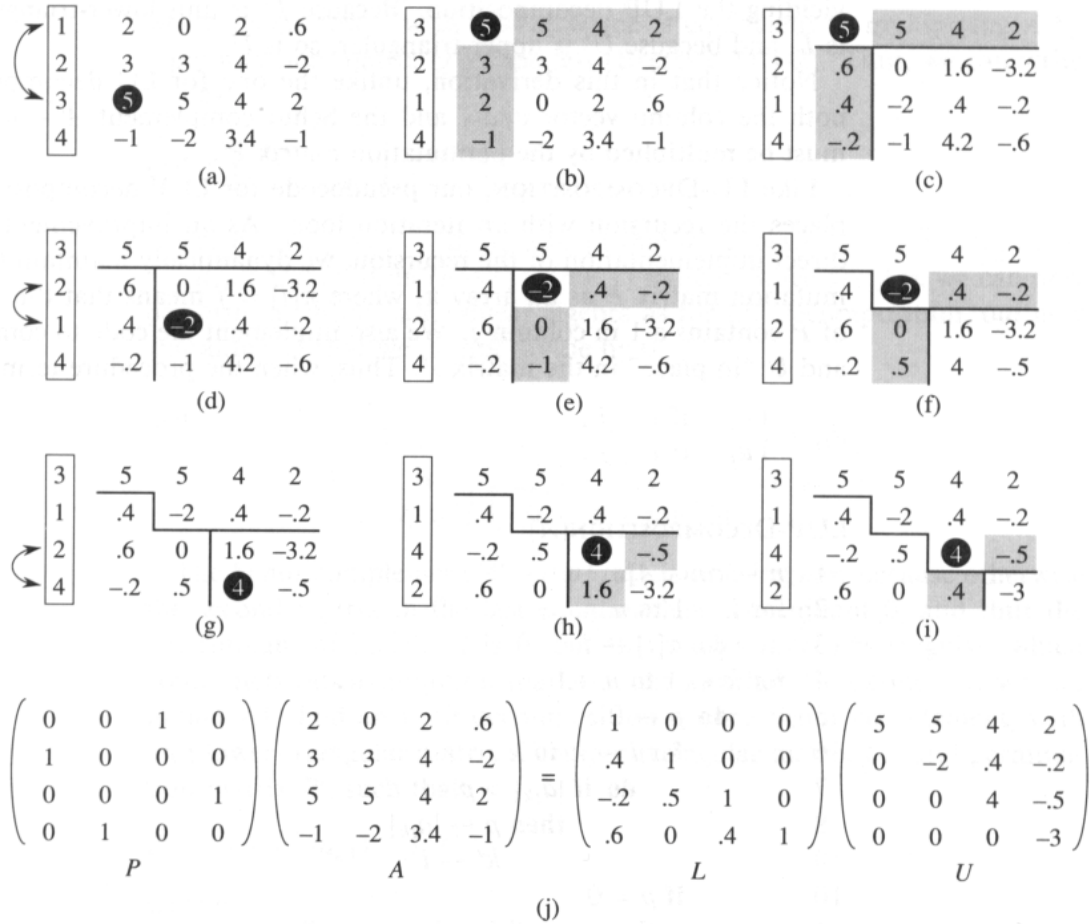 1 2 0 2 .6 3 5 5 4 2 3 5 5 4 2
2 3 3 4 –2 2 3 3 4 –2 2 .6 0 1.6 –3.2
3 5 5 4 2 1 2 0 2 .6 1 .4 –2 .4 –.2
4 –1 –2 3.4 –1 4 –1 –2 3.4 –1 4 –.2 –1 4.2 –.6
(a) (b) (c)
3 5 5 4 2 3 5 5 4 2 3 5 5 4 2
2 .6 0 1.6 –3.2 1 .4 –2 .4 –.2 1 .4 –2 .4 –.2
1 .4 –2 .4 –.2 2 .6 0 1.6 –3.2 2 .6 0 1.6 –3.2
4 –.2 –1 4.2 –.6 4 –.2 –1 4.2 –.6 4 –.2 .5 4 –.5
(d) (e) (f)
3 5 5 4 2 3 5 5 4 2 3 5 5 4 2
1 .4 –2 .4 –.2 1 .4 –2 .4 –.2 1 .4 –2 .4 –.2
2 .6 0 1.6 –3.2 4 –.2 .5 4 –.5 4 –.2 .5 4 –.5
4 –.2 .5 4 –.5 2 .6 0 1.6 –3.2 2 .6 0 .4 –3
(g) (h) (i)
0 0 1 0 2 0 2 .6 1 0 0 0 5 5 4 2
1 0 0 0 3 3 4 –2 .4 1 0 0 0 –2 .4 –.2
=
0 0 0 1 5 5 4 2 –.2 .5 1 0 0 0 4 –.5
0 1 0 0 –1 –2 3.4 –1 .6 0 .4 1 0 0 0 –3
P A L U
(j)